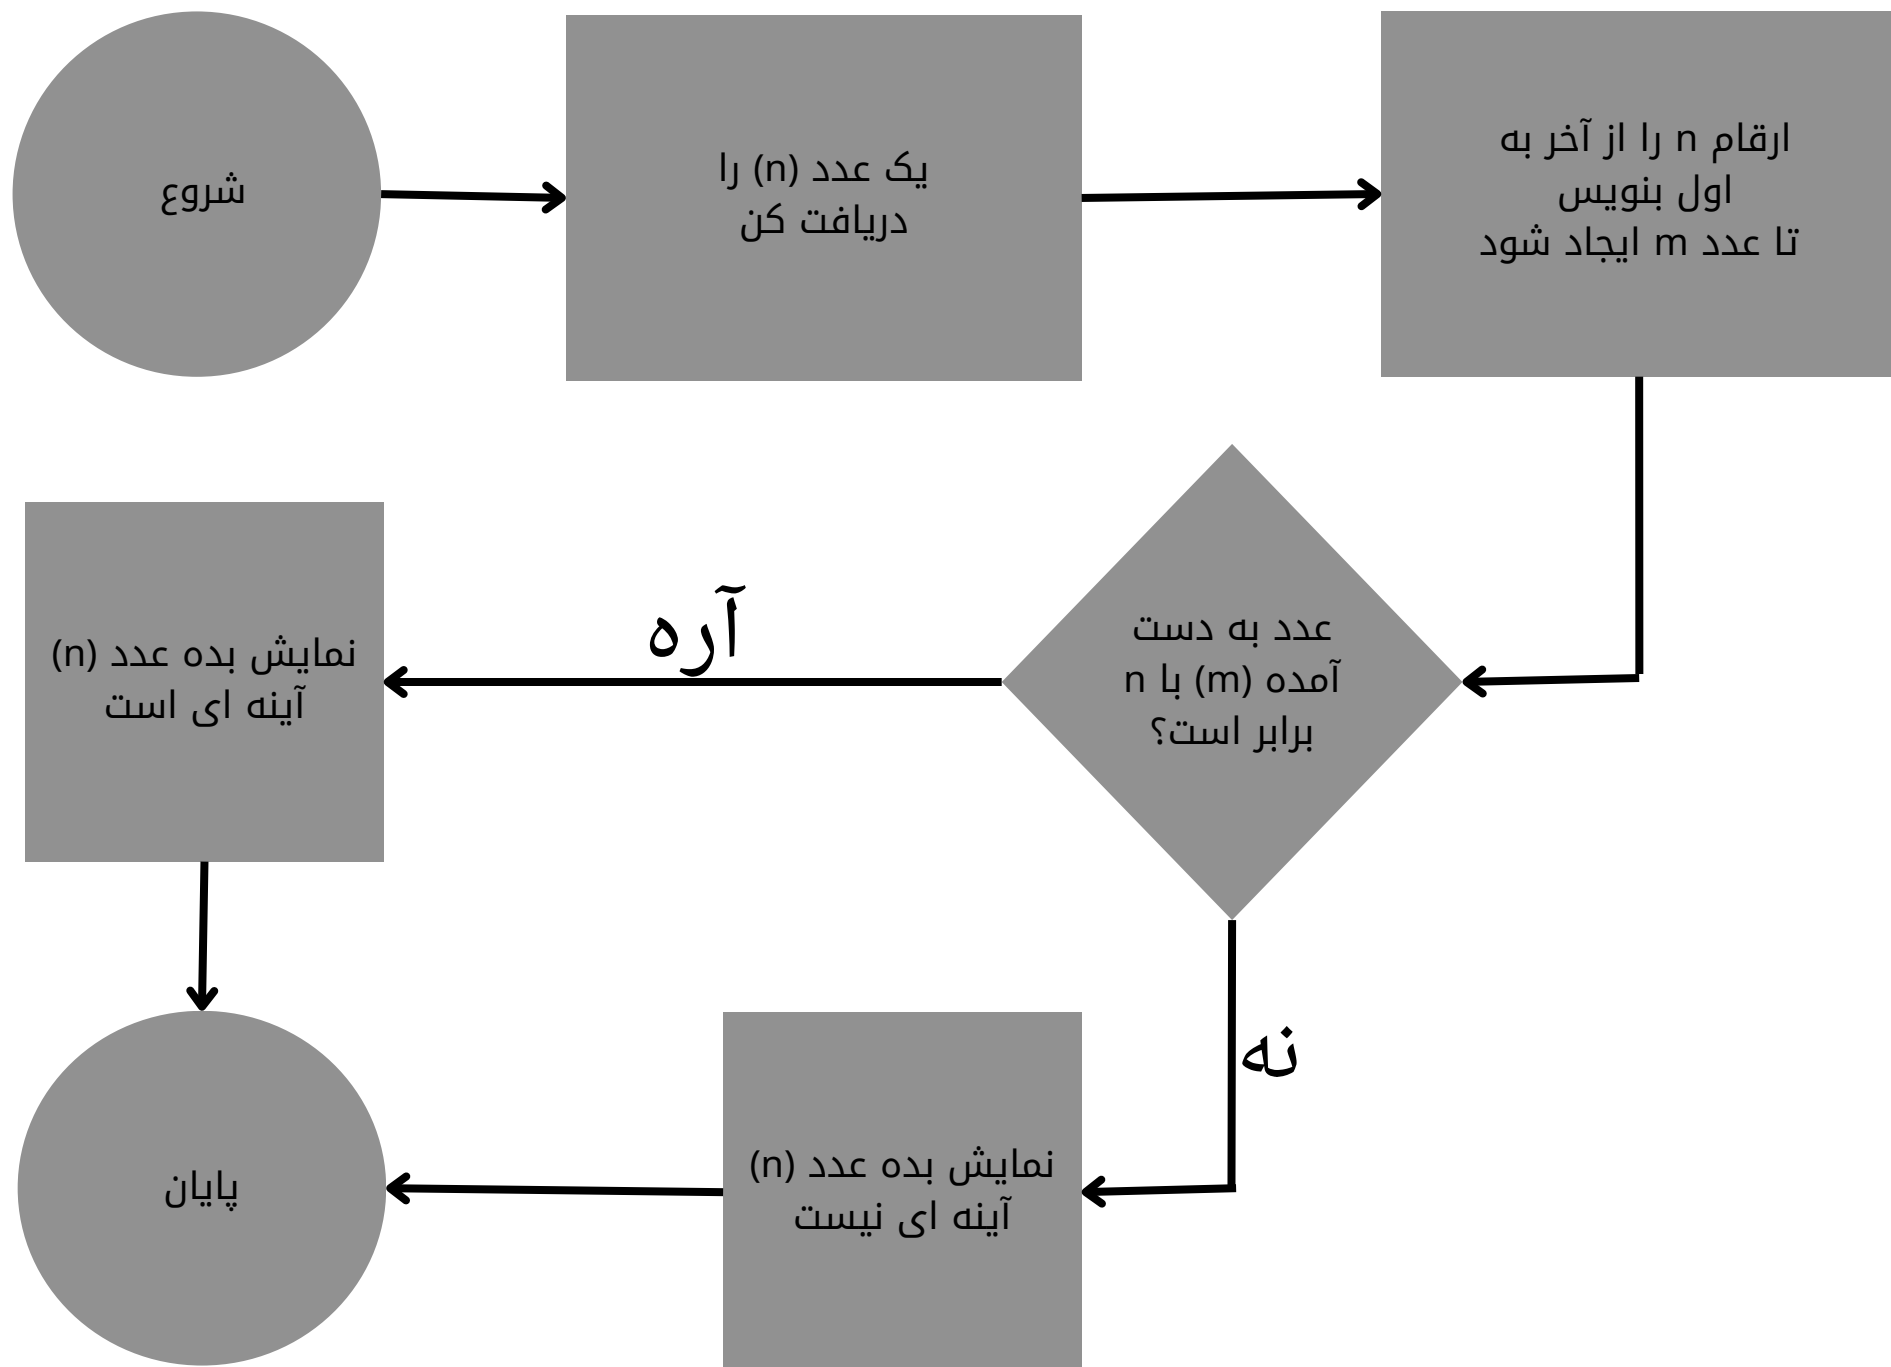 شروع
یک عدد (n) را
دریافت کن
ارقام n را از آخر به
اول بنویس
تا عدد m ایجاد شود
عدد به دست
آمده (m) با n
برابر است؟
آره
نمایش بده عدد (n)
آینه ای است
نه
نمایش بده عدد (n)
آینه ای نیست
پایان